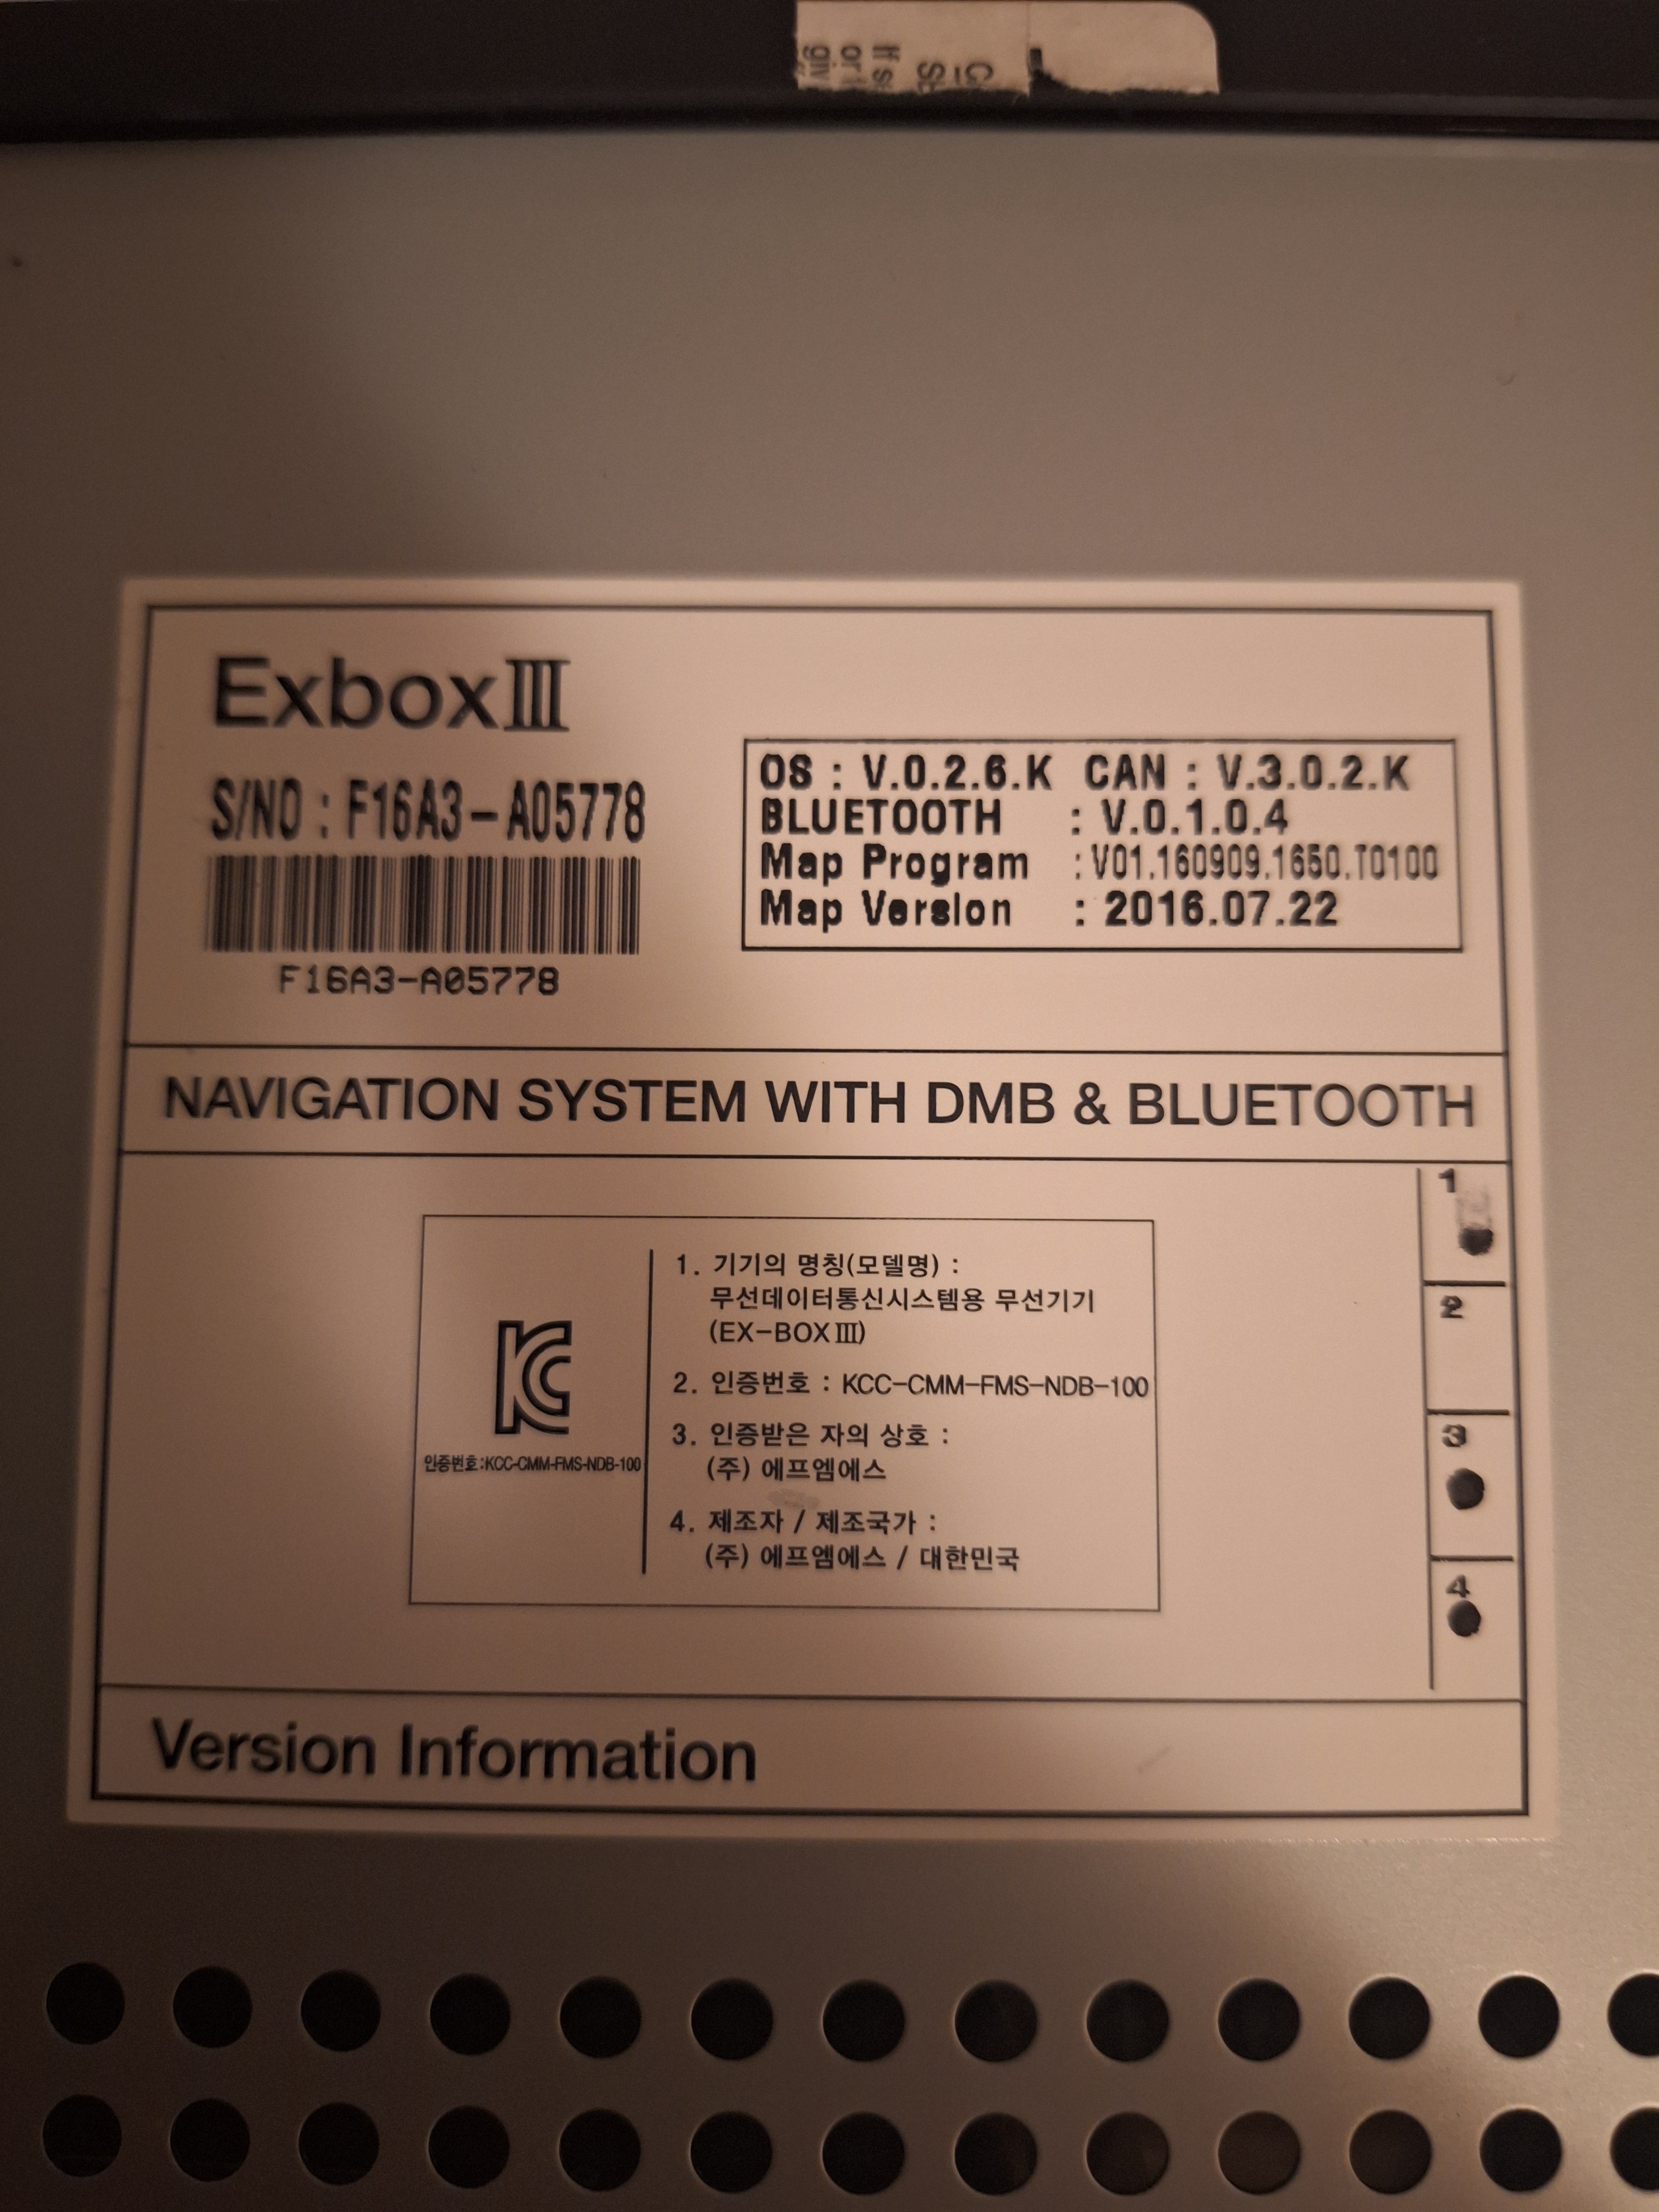 ExboxⅢ
S/NO : F16A3-A05778
F16A3-A05778
OS : V.0.2.6.K CAN : V.3.0.2.K
BLUETOOTH : V.0.1.0.4
Map Program : V01.160909.1650.T0100
Map Version : 2016.07.22
NAVIGATION SYSTEM WITH DMB & BLUETOOTH
인증번호:KCC-CMM-FMS-NDB-100
1. 기기의 명칭(모델명) :
무선데이터통신시스템용 무선기기
(EX-BOXⅢ)
2. 인증번호 : KCC-CMM-FMS-NDB-100
3. 인증받은 자의 상호 :
(주) 에프엠에스
4. 제조자 / 제조국가 :
(주) 에프엠에스 / 대한민국
1
2
3
4
Version Information